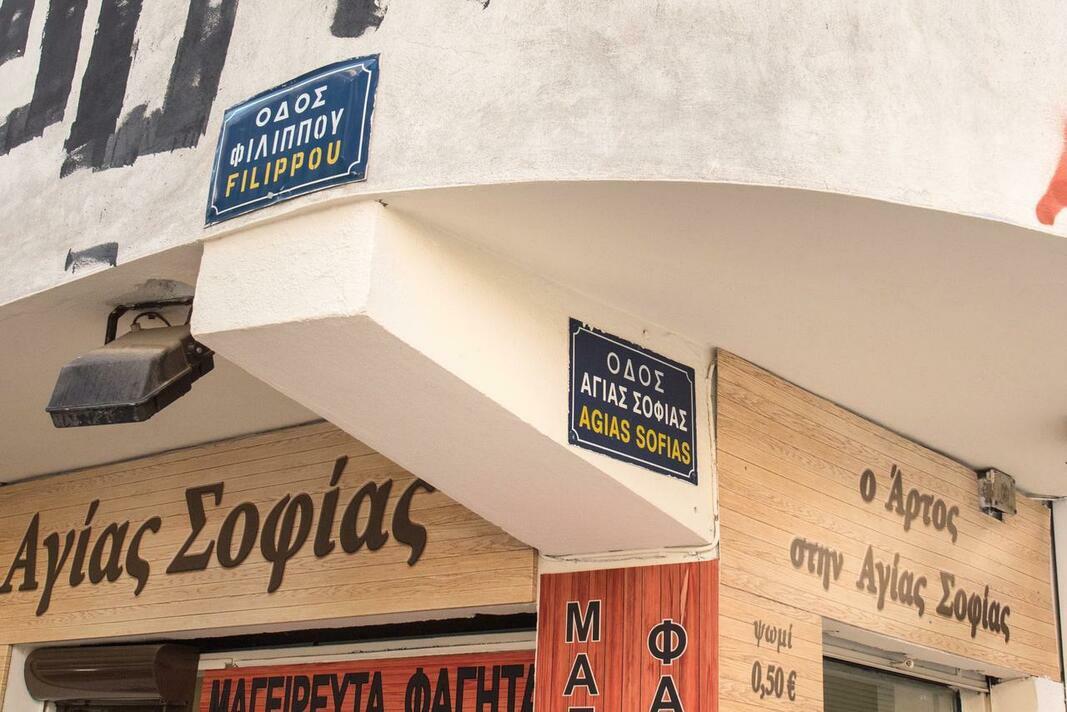 ΟΔΟΣ
ΦΙΛΙΠΠΟΥ
FILIPPOU
ΟΔΟΣ
ΑΓΙΑΣ ΣΟΦΙΑΣ
AGIAS SOFIAS
Αγίας Σοφίας
ο Άρτος
στην Αγίας Σοφίας
ψωμί
0,50 €
ΜΑΓΕΙΡΕΥΤΑ ΦΑΓΗΤΑ